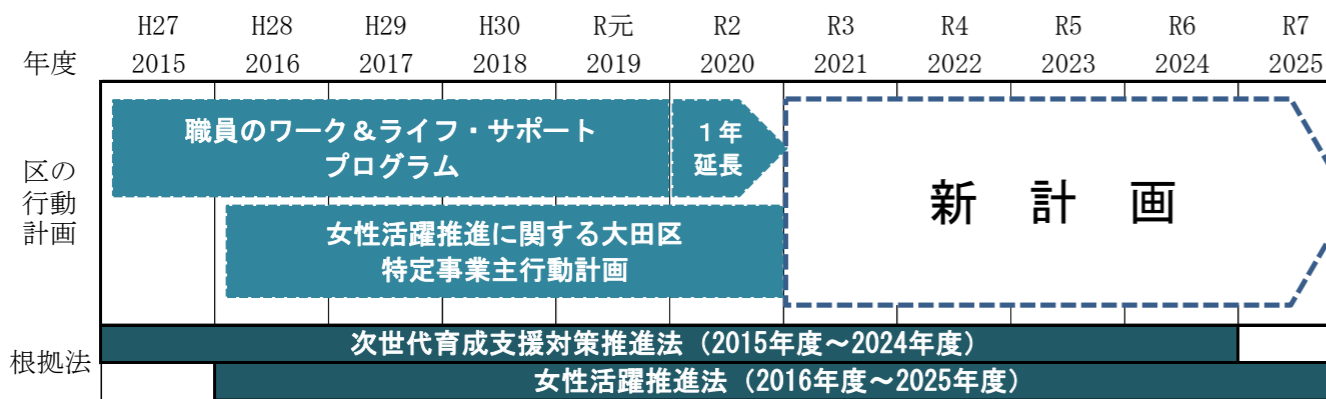 H27 H28 H29 H30 R元 R2 R3 R4 R5 R6 R7
年度 2015 2016 2017 2018 2019 2020 2021 2022 2023 2024 2025
区の
行動
計画
職員のワーク＆ライフ・サポート
プログラム
１年
延長
女性活躍推進に関する大田区
特定事業主行動計画
新 計 画
根拠法
次世代育成支援対策推進法（2015年度～2024年度）
女性活躍推進法（2016年度～2025年度）